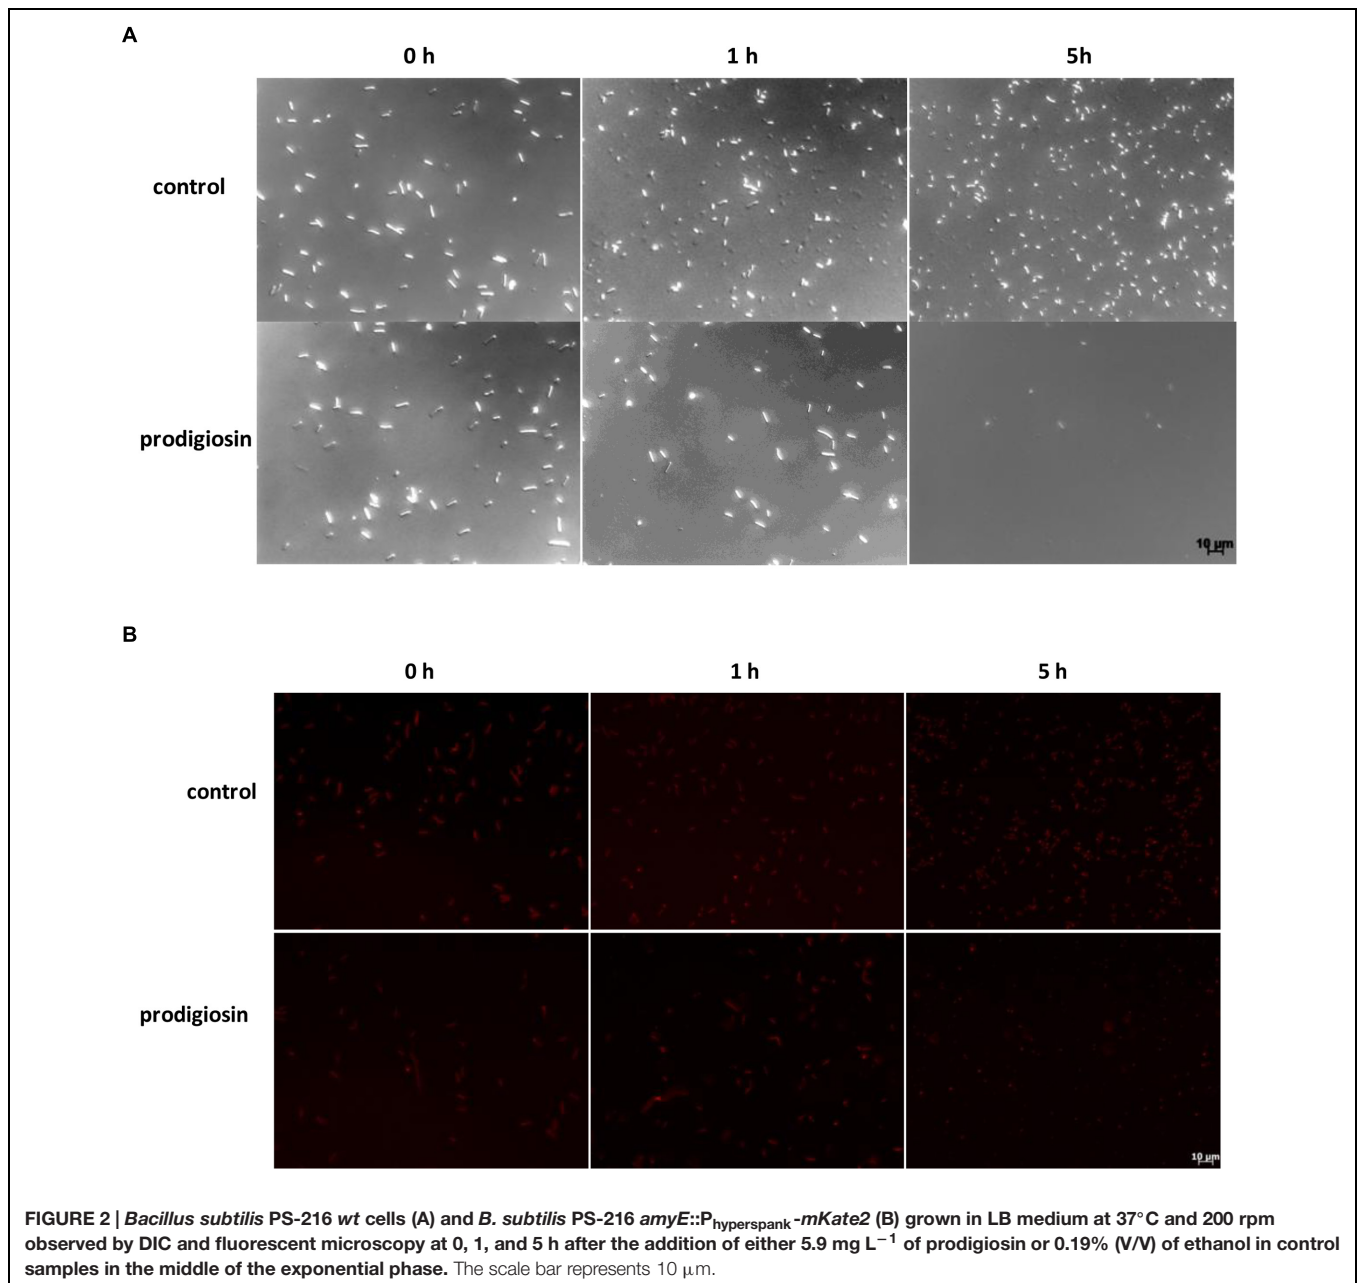 A
0 h 1 h 5h
control
prodigiosin
10 µm
B
0 h 1 h 5 h
control
prodigiosin
10 µm
FIGURE 2 | Bacillus subtilis PS-216 wt cells (A) and B. subtilis PS-216 amyE::Phyperspank-mKate2 (B) grown in LB medium at 37°C and 200 rpm
observed by DIC and fluorescent microscopy at 0, 1, and 5 h after the addition of either 5.9 mg L−1 of prodigiosin or 0.19% (V/V) of ethanol in control
samples in the middle of the exponential phase. The scale bar represents 10 μm.